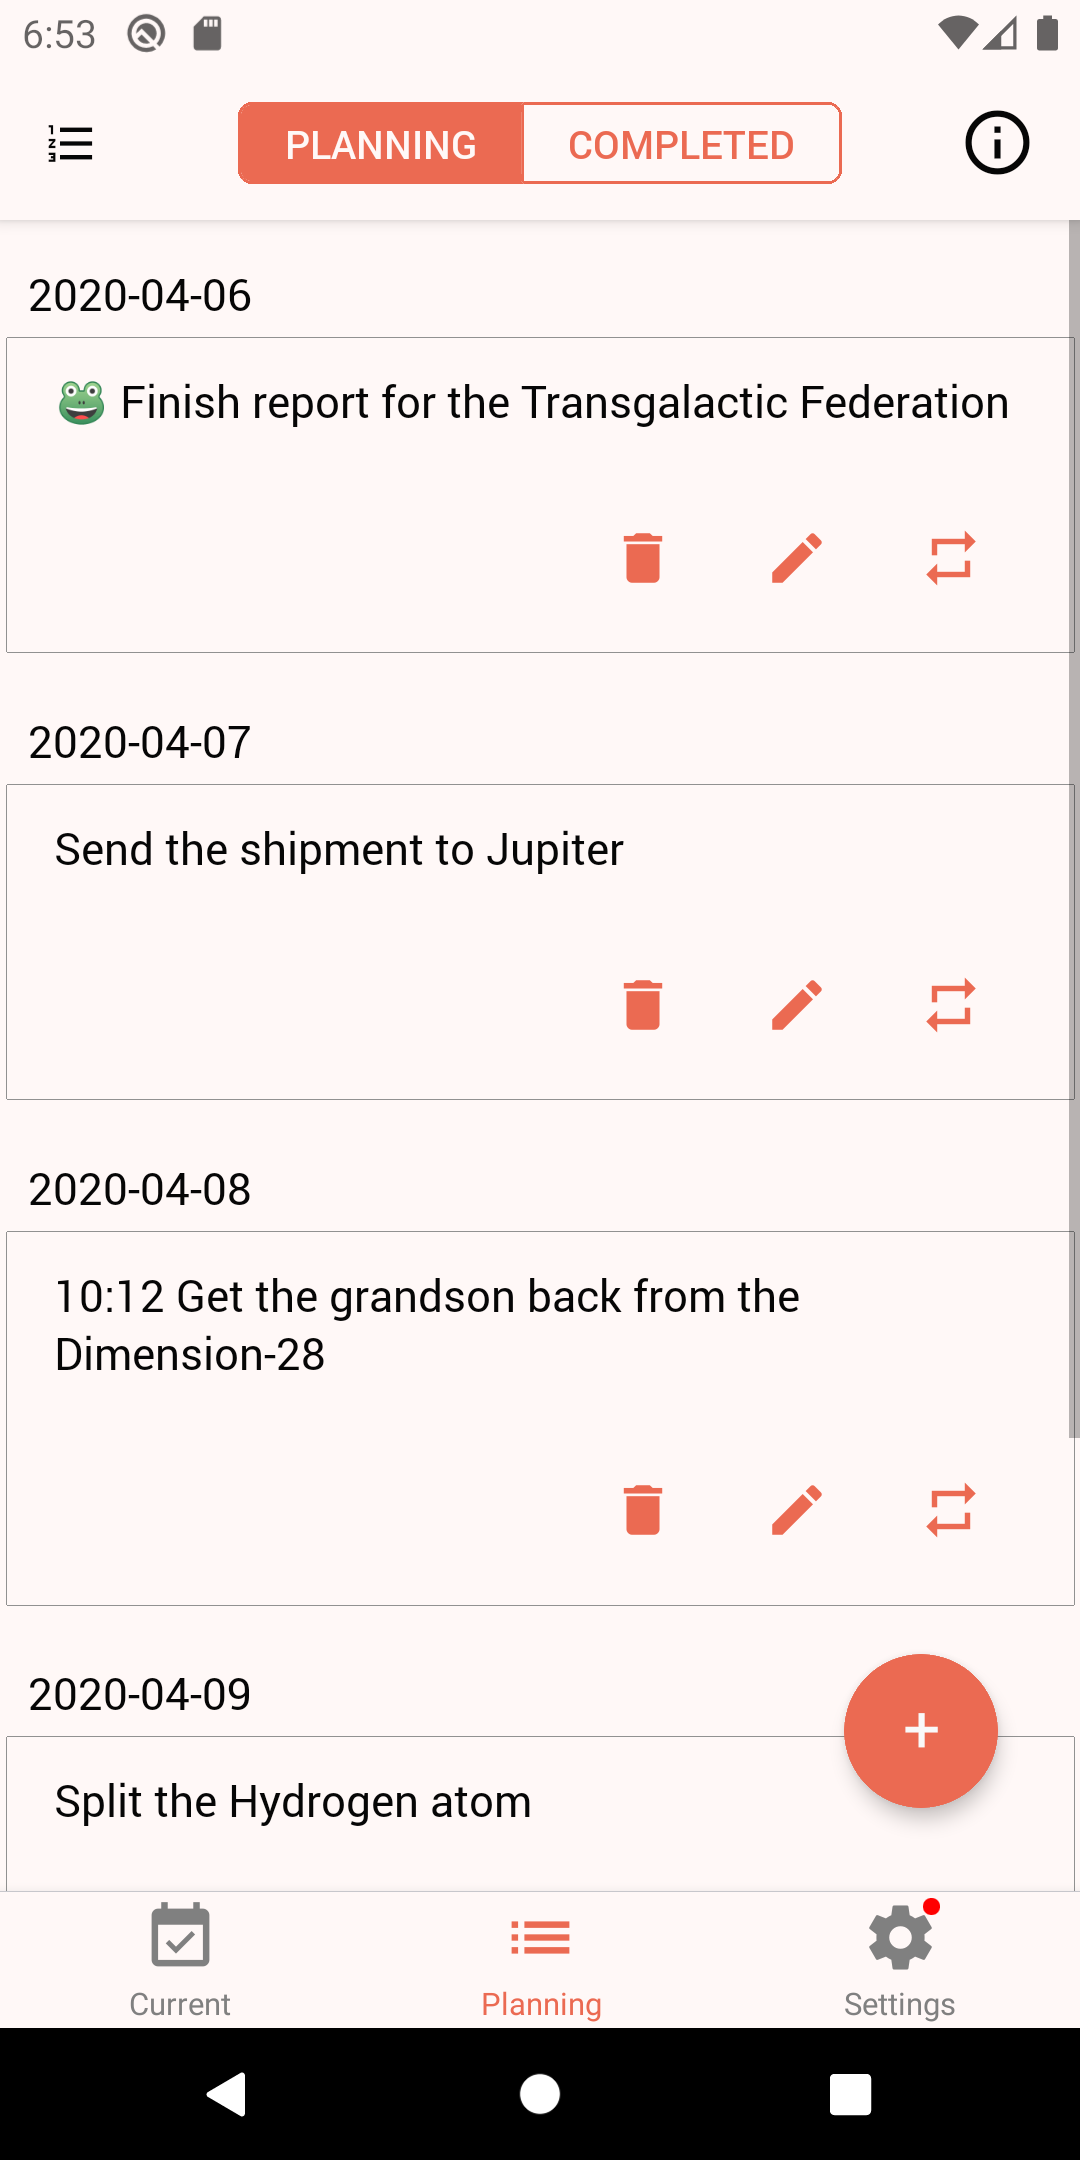 6:53
PLANNING
COMPLETED
2020-04-06
🐸 Finish report for the Transgalactic Federation
2020-04-07
Send the shipment to Jupiter
2020-04-08
10:12 Get the grandson back from the
Dimension-28
2020-04-09
Split the Hydrogen atom
Current
Planning
Settings